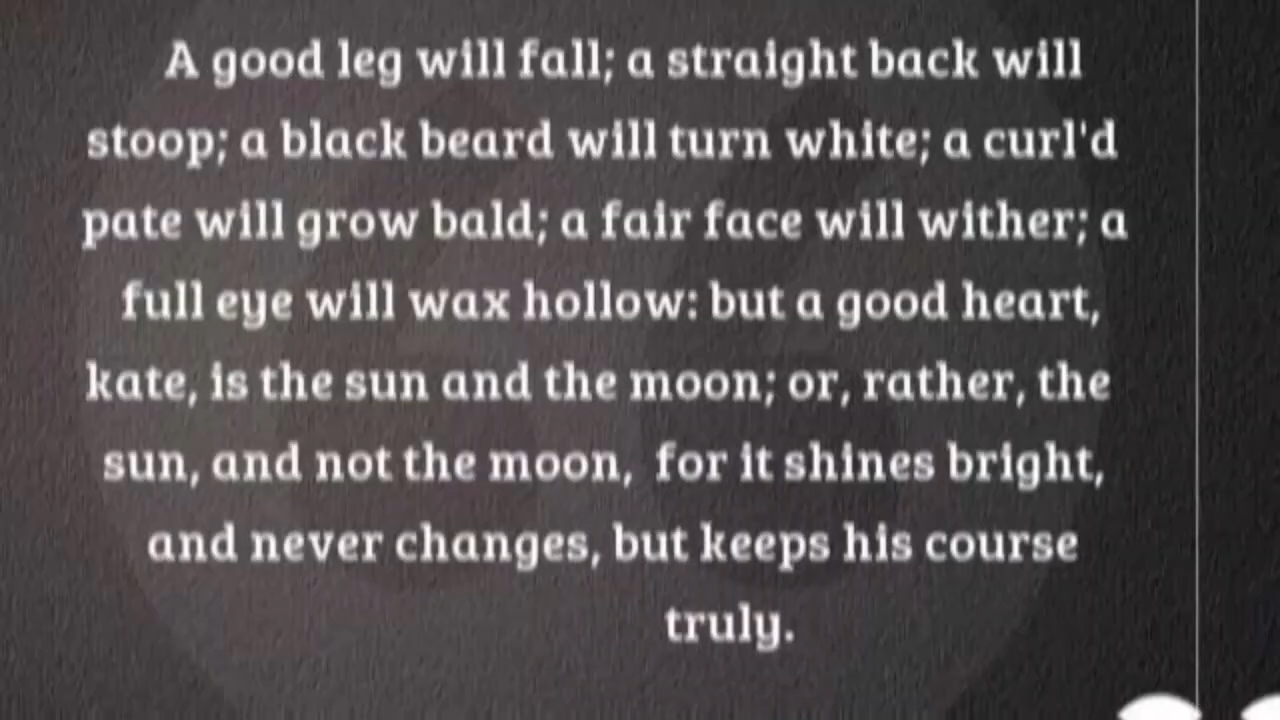 A good leg will fall; a straight back will
stoop; a black beard will turn white; a curl'd
pate will grow bald; a fair face will wither; a
full eye will wax hollow: but a good heart,
kate, is the sun and the moon; or, rather, the
sun, and not the moon, for it shines bright,
and never changes, but keeps his course
truly.